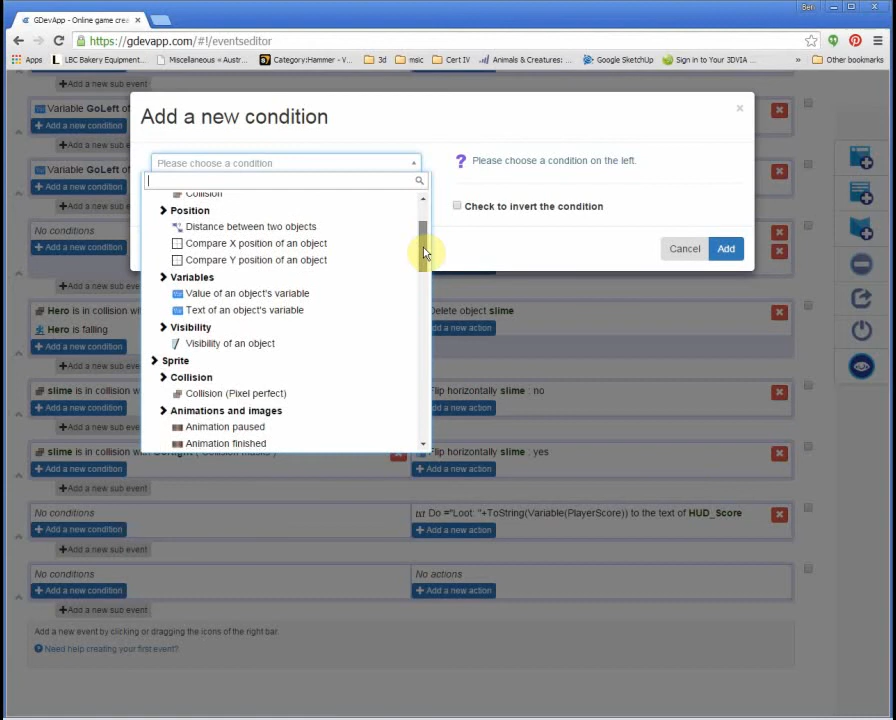 Ben
GDevApp - Online game crea
https://gdevapp.com/#!/eventseditor
Apps
LBC Bakery Equipment...
Miscellaneous « Austr...
Category:Hammer - V...
3d
msic
Cert IV
Animals & Creatures: ...
Google SketchUp
Sign in to Your 3DVIA ...
Other bookmarks
Add a new sub event
Add a new condition
Variable GoLeft of
Add a new condition
Add a new sub event
Variable GoLeft of
Add a new condition
Add a new sub event
No conditions
Add a new condition
Add a new sub event
Hero is in collision wi
Hero is falling
Add a new condition
Add a new sub event
Delete object slime
Add a new action
slime is in collision
Add a new condition
Add a new sub event
Flip horizontally slime : no
Add a new action
slime is in collision with
Add a new condition
Add a new sub event
Flip horizontally slime : yes
Add a new action
No conditions
Add a new condition
Add a new sub event
txt Do ="Loot: "+ToString(Variable(PlayerScore)) to the text of HUD_Score
Add a new action
No conditions
Add a new condition
Add a new sub event
No actions
Add a new action
Add a new event by clicking or dragging the icons of the right bar.
Need help creating your first event?
Add a new condition
×
Please choose a condition
Collision
Position
Distance between two objects
Compare X position of an object
Compare Y position of an object
Variables
Value of an object's variable
Text of an object's variable
Visibility
Visibility of an object
Sprite
Collision
Collision (Pixel perfect)
Animations and images
Animation paused
Animation finished
? Please choose a condition on the left.
Check to invert the condition
Cancel
Add